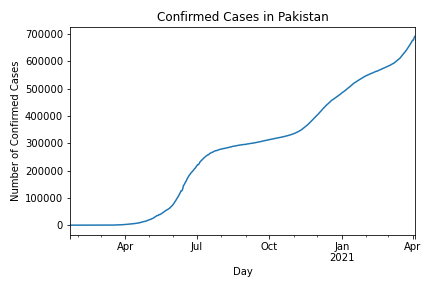 Confirmed Cases in Pakistan
700000
600000
500000
400000
300000
200000
100000
0
Number of Confirmed Cases
Apr
Jul
Oct
Jan
2021
Apr
Day